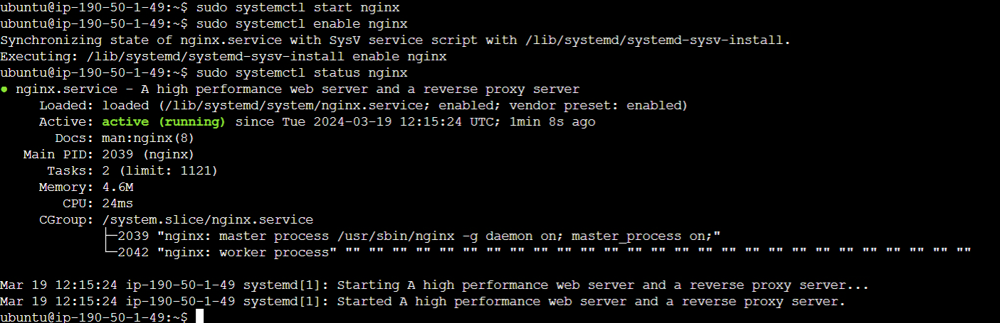 ubuntu@ip-190-50-1-49:~$ sudo systemctl start nginx
ubuntu@ip-190-50-1-49:~$ sudo systemctl enable nginx
Synchronizing state of nginx.service with SysV service script with /lib/systemd/systemd-sysv-install.
Executing: /lib/systemd/systemd-sysv-install enable nginx
ubuntu@ip-190-50-1-49:~$ sudo systemctl status nginx
● nginx.service - A high performance web server and a reverse proxy server
     Loaded: loaded (/lib/systemd/system/nginx.service; enabled; vendor preset: enabled)
     Active: active (running) since Tue 2024-03-19 12:15:24 UTC; 1min 8s ago
       Docs: man:nginx(8)
   Main PID: 2039 (nginx)
      Tasks: 2 (limit: 1121)
     Memory: 4.6M
        CPU: 24ms
     CGroup: /system.slice/nginx.service
             ├─2039 "nginx: master process /usr/sbin/nginx -g daemon on; master_process on;"
             └─2042 "nginx: worker process" "" "" "" "" "" "" "" "" "" "" "" "" "" "" "" "" "" "" "" "" "" "" "" "" "" "" ""

Mar 19 12:15:24 ip-190-50-1-49 systemd[1]: Starting A high performance web server and a reverse proxy server...
Mar 19 12:15:24 ip-190-50-1-49 systemd[1]: Started A high performance web server and a reverse proxy server.
ubuntu@ip-190-50-1-49:~$